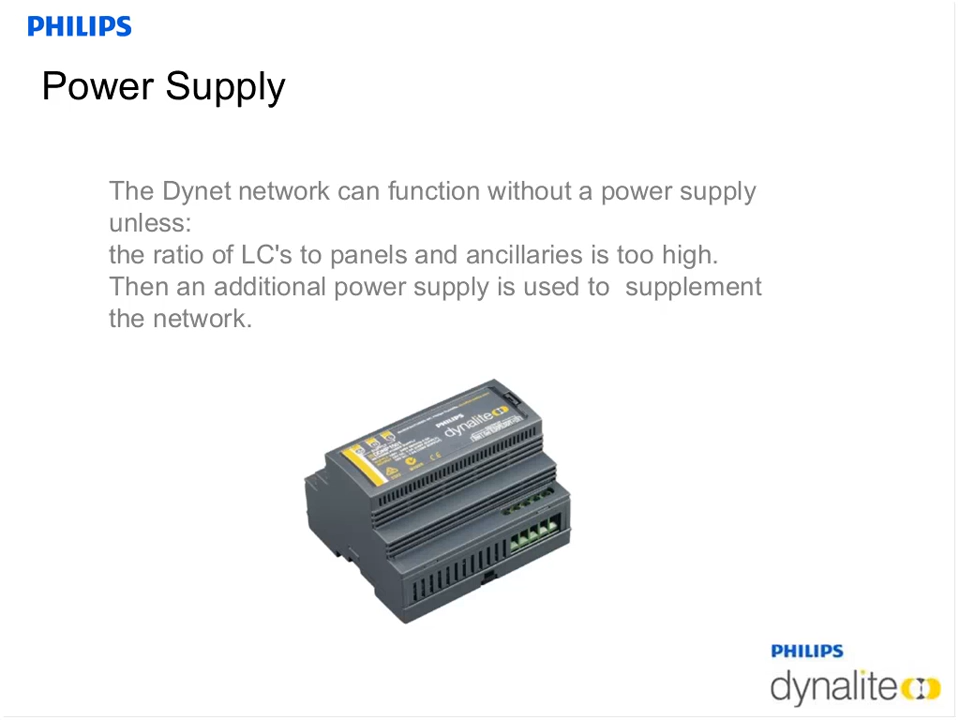 PHILIPS
Power Supply
The Dynet network can function without a power supply
unless:
the ratio of LC's to panels and ancillaries is too high.
Then an additional power supply is used to  supplement
the network.
PHILIPS
dynalite
PHILIPS
dynalite